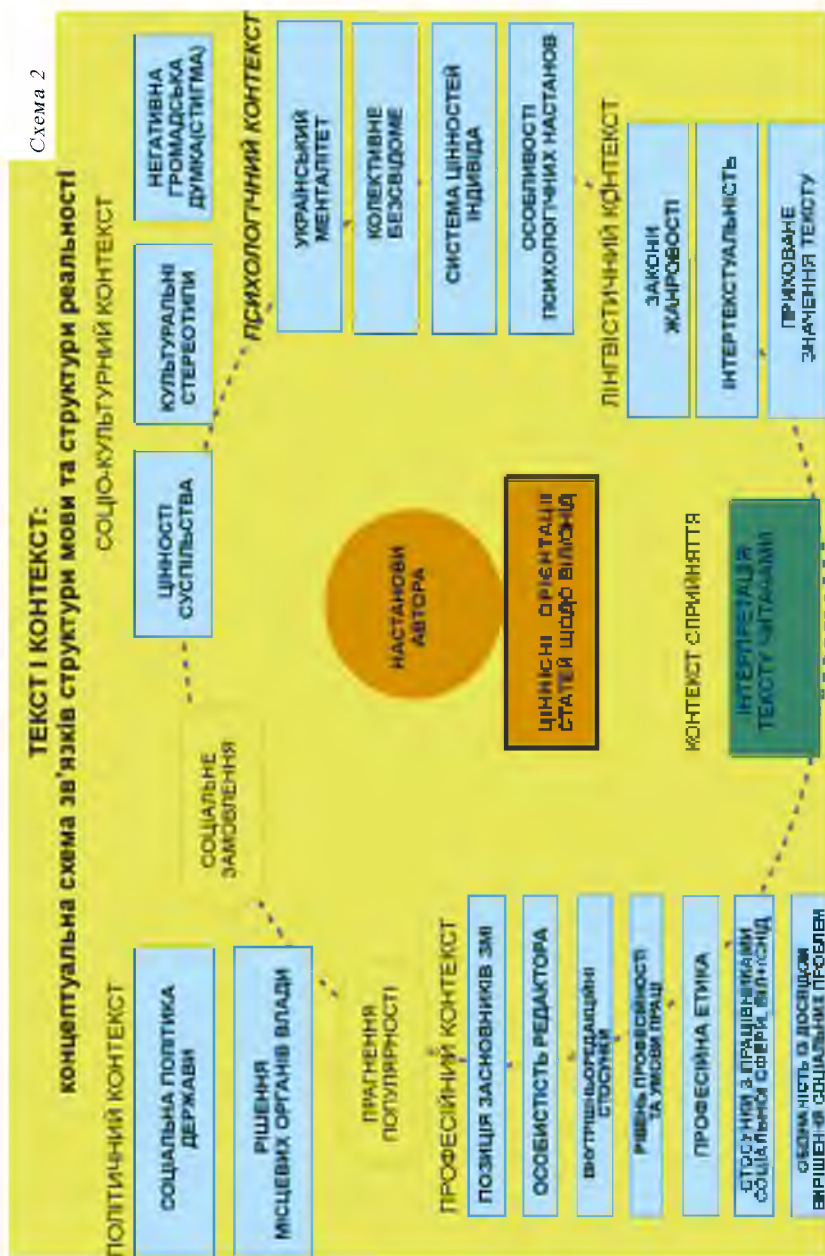 Схема 2
ТЕКСТ І КОНТЕКСТ:
концептуальна схема зв'язків структури мови та структури реальності
ПОЛІТИЧНИЙ КОНТЕКСТ
СОЦІАЛЬНА ПОЛІТИКА
ДЕРЖАВИ
РІШЕННЯ
МІСЦЕВИХ ОРГАНІВ ВЛАДИ
СОЦІАЛЬНЕ
ЗАМОВЛЕННЯ
ПРАГНЕННЯ
ПОПУЛЯРНОСТІ
СОЦІО-КУЛЬТУРНИЙ КОНТЕКСТ
ЦІННОСТІ
СУСПІЛЬСТВА
КУЛЬТУРАЛЬНІ
СТЕРЕОТИПИ
НЕГАТИВНА
ГРОМАДСЬКА
ДУМКА(СТИГМА)
ПСИХОЛОГІЧНИЙ КОНТЕКСТ
УКРАЇНСЬКИЙ
МЕНТАЛІТЕТ
КОЛЕКТИВНЕ
БЕЗСВІДОМЕ
СИСТЕМА ЦІННОСТЕЙ
ІНДИВІДА
ОСОБЛИВОСТІ
ПСИХОЛОГІЧНИХ НАСТАНОВ
НАСТАНОВИ
АВТОРА
ЦІННІСНІ ОРІЄНТАЦІЇ
СТАТЕЙ ЩОДО ВІЛ/СНІД
ПРОФЕСІЙНИЙ КОНТЕКСТ
ПОЗИЦІЯ ЗАСНОВНИКІВ ЗМІ
ОСОБИСТІСТЬ РЕДАКТОРА
ВНУТРІШНЬОРЕДАКЦІЙНІ
СТОСУНКИ
РІВЕНЬ ПРОФЕСІЙНОСТІ
ТА УМОВИ ПРАЦІ
ПРОФЕСІЙНА ЕТИКА
СТОСУНКИ З ПРАЦІВНИКАМИ
СОЦІАЛЬНОЇ СФЕРИ, ВІЛ/СНІД
ОБІЗНАНІСТЬ ІЗ ДОСВІДОМ
ВИРІШЕННЯ СОЦІАЛЬНИХ ПРОБЛЕМ
ЛІНГВІСТИЧНИЙ КОНТЕКСТ
ЗАКОНИ
ЖАНРОВОСТІ
ІНТЕРТЕКСТУАЛЬНІСТЬ
ПРИХОВАНЕ
ЗНАЧЕННЯ ТЕКСТУ
КОНТЕКСТ СПРИЙНЯТТЯ
ІНТЕРПРЕТАЦІЯ
ТЕКСТУ ЧИТАЧАМИ